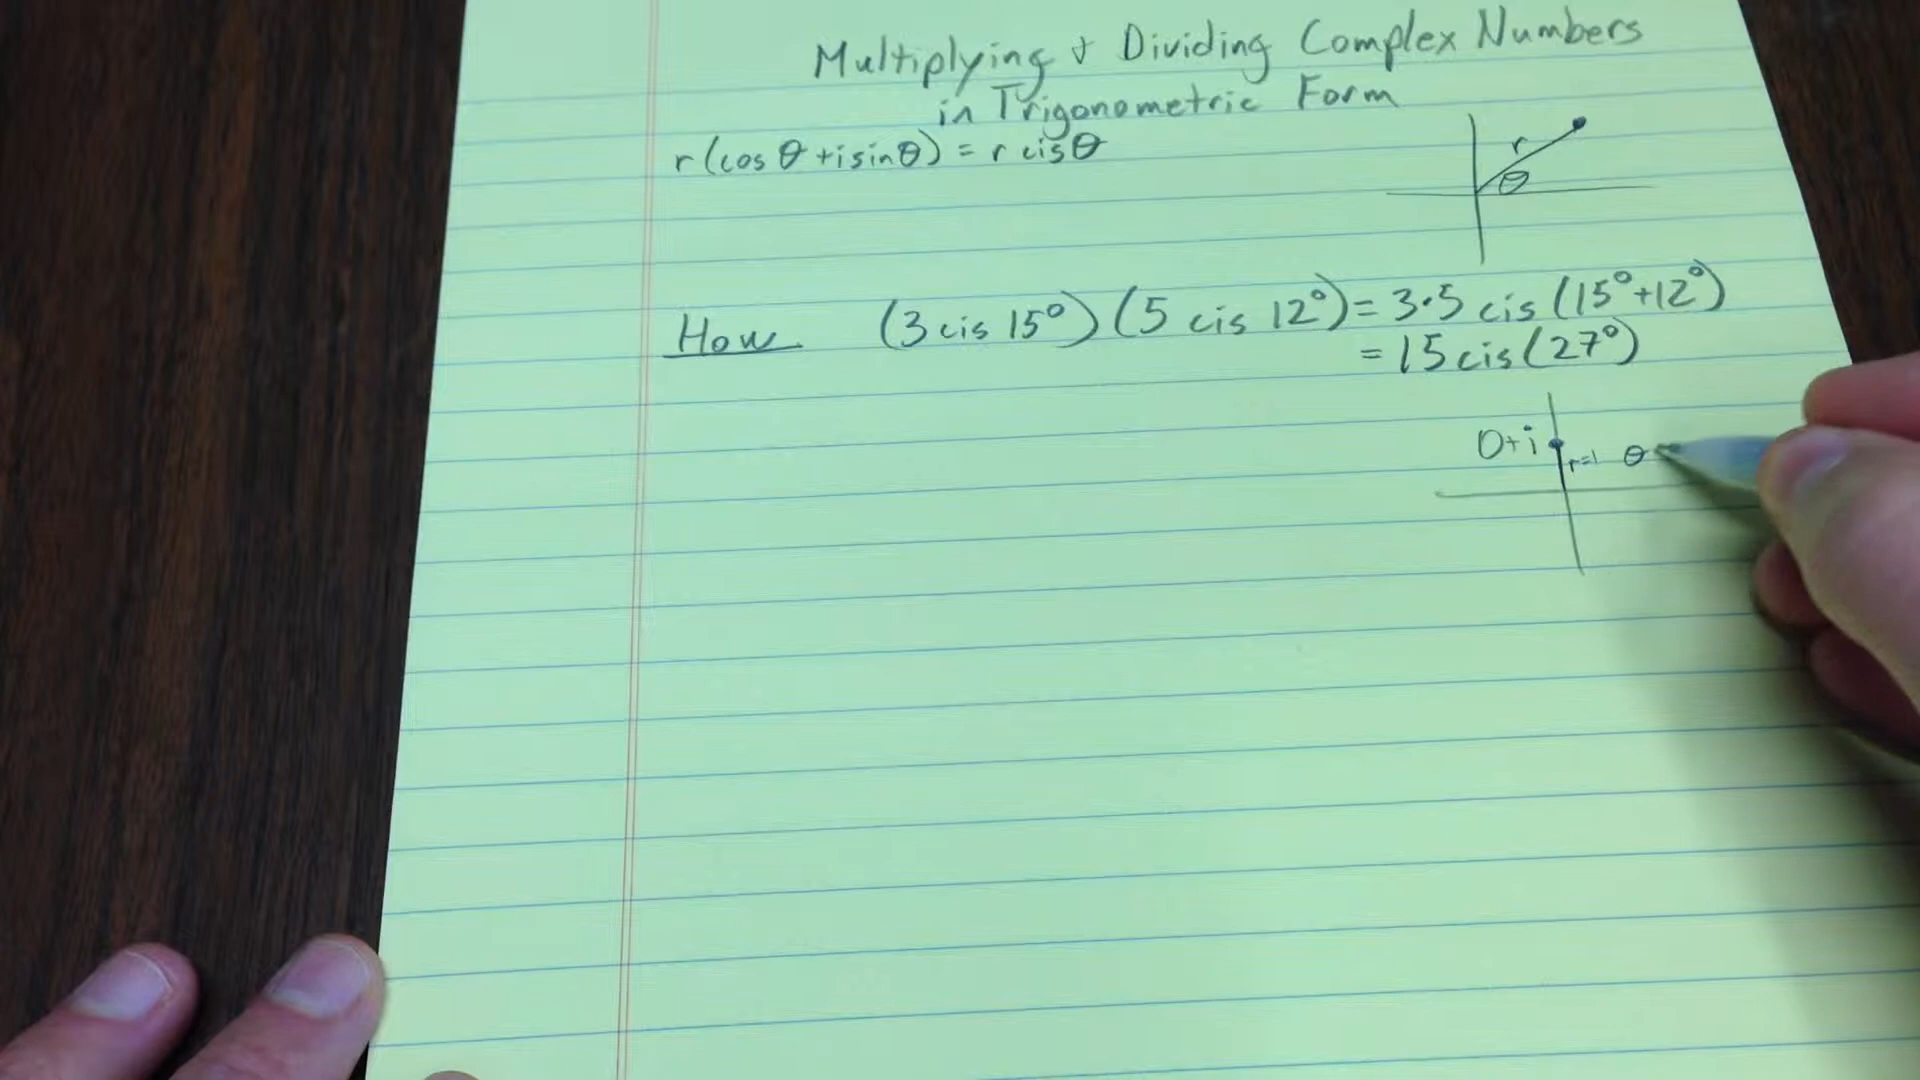 Multiplying & Dividing Complex Numbers
in Trigonometric Form
r(cos θ + i sin θ) = r cis θ
r
θ
How (3 cis 15°)(5 cis 12°) = 3·5 cis (15°+12°)
= 15 cis (27°)
0+i r=1 θ